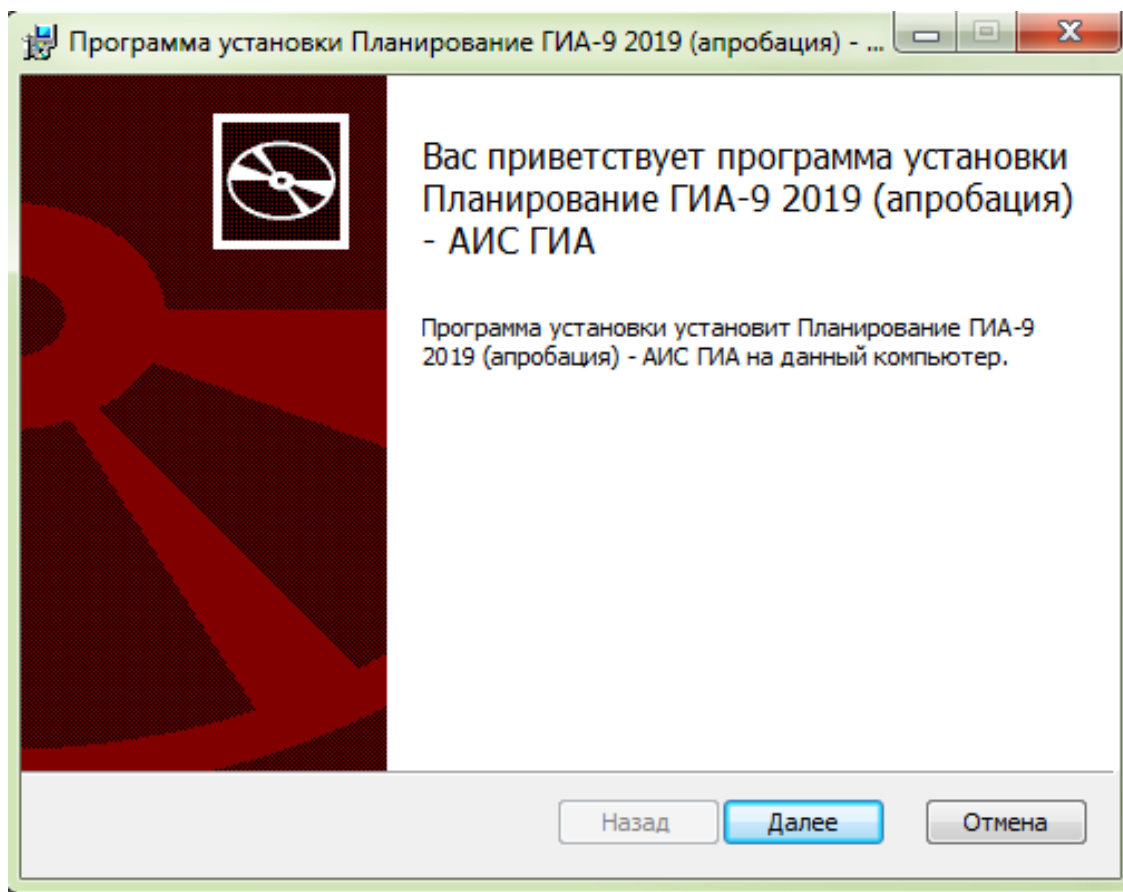 Программа установки Планирование ГИА-9 2019 (апробация) - ...
Вас приветствует программа установки
Планирование ГИА-9 2019 (апробация)
- АИС ГИА
Программа установки установит Планирование ГИА-9
2019 (апробация) - АИС ГИА на данный компьютер.
Назад Далее Отмена